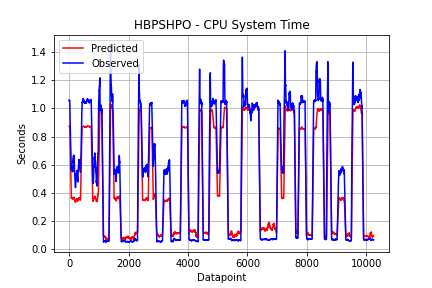 HBPSHPO - CPU System Time
Predicted
Observed
Seconds
1.4
1.2
1.0
0.8
0.6
0.4
0.2
0.0
0 2000 4000 6000 8000 10000
Datapoint